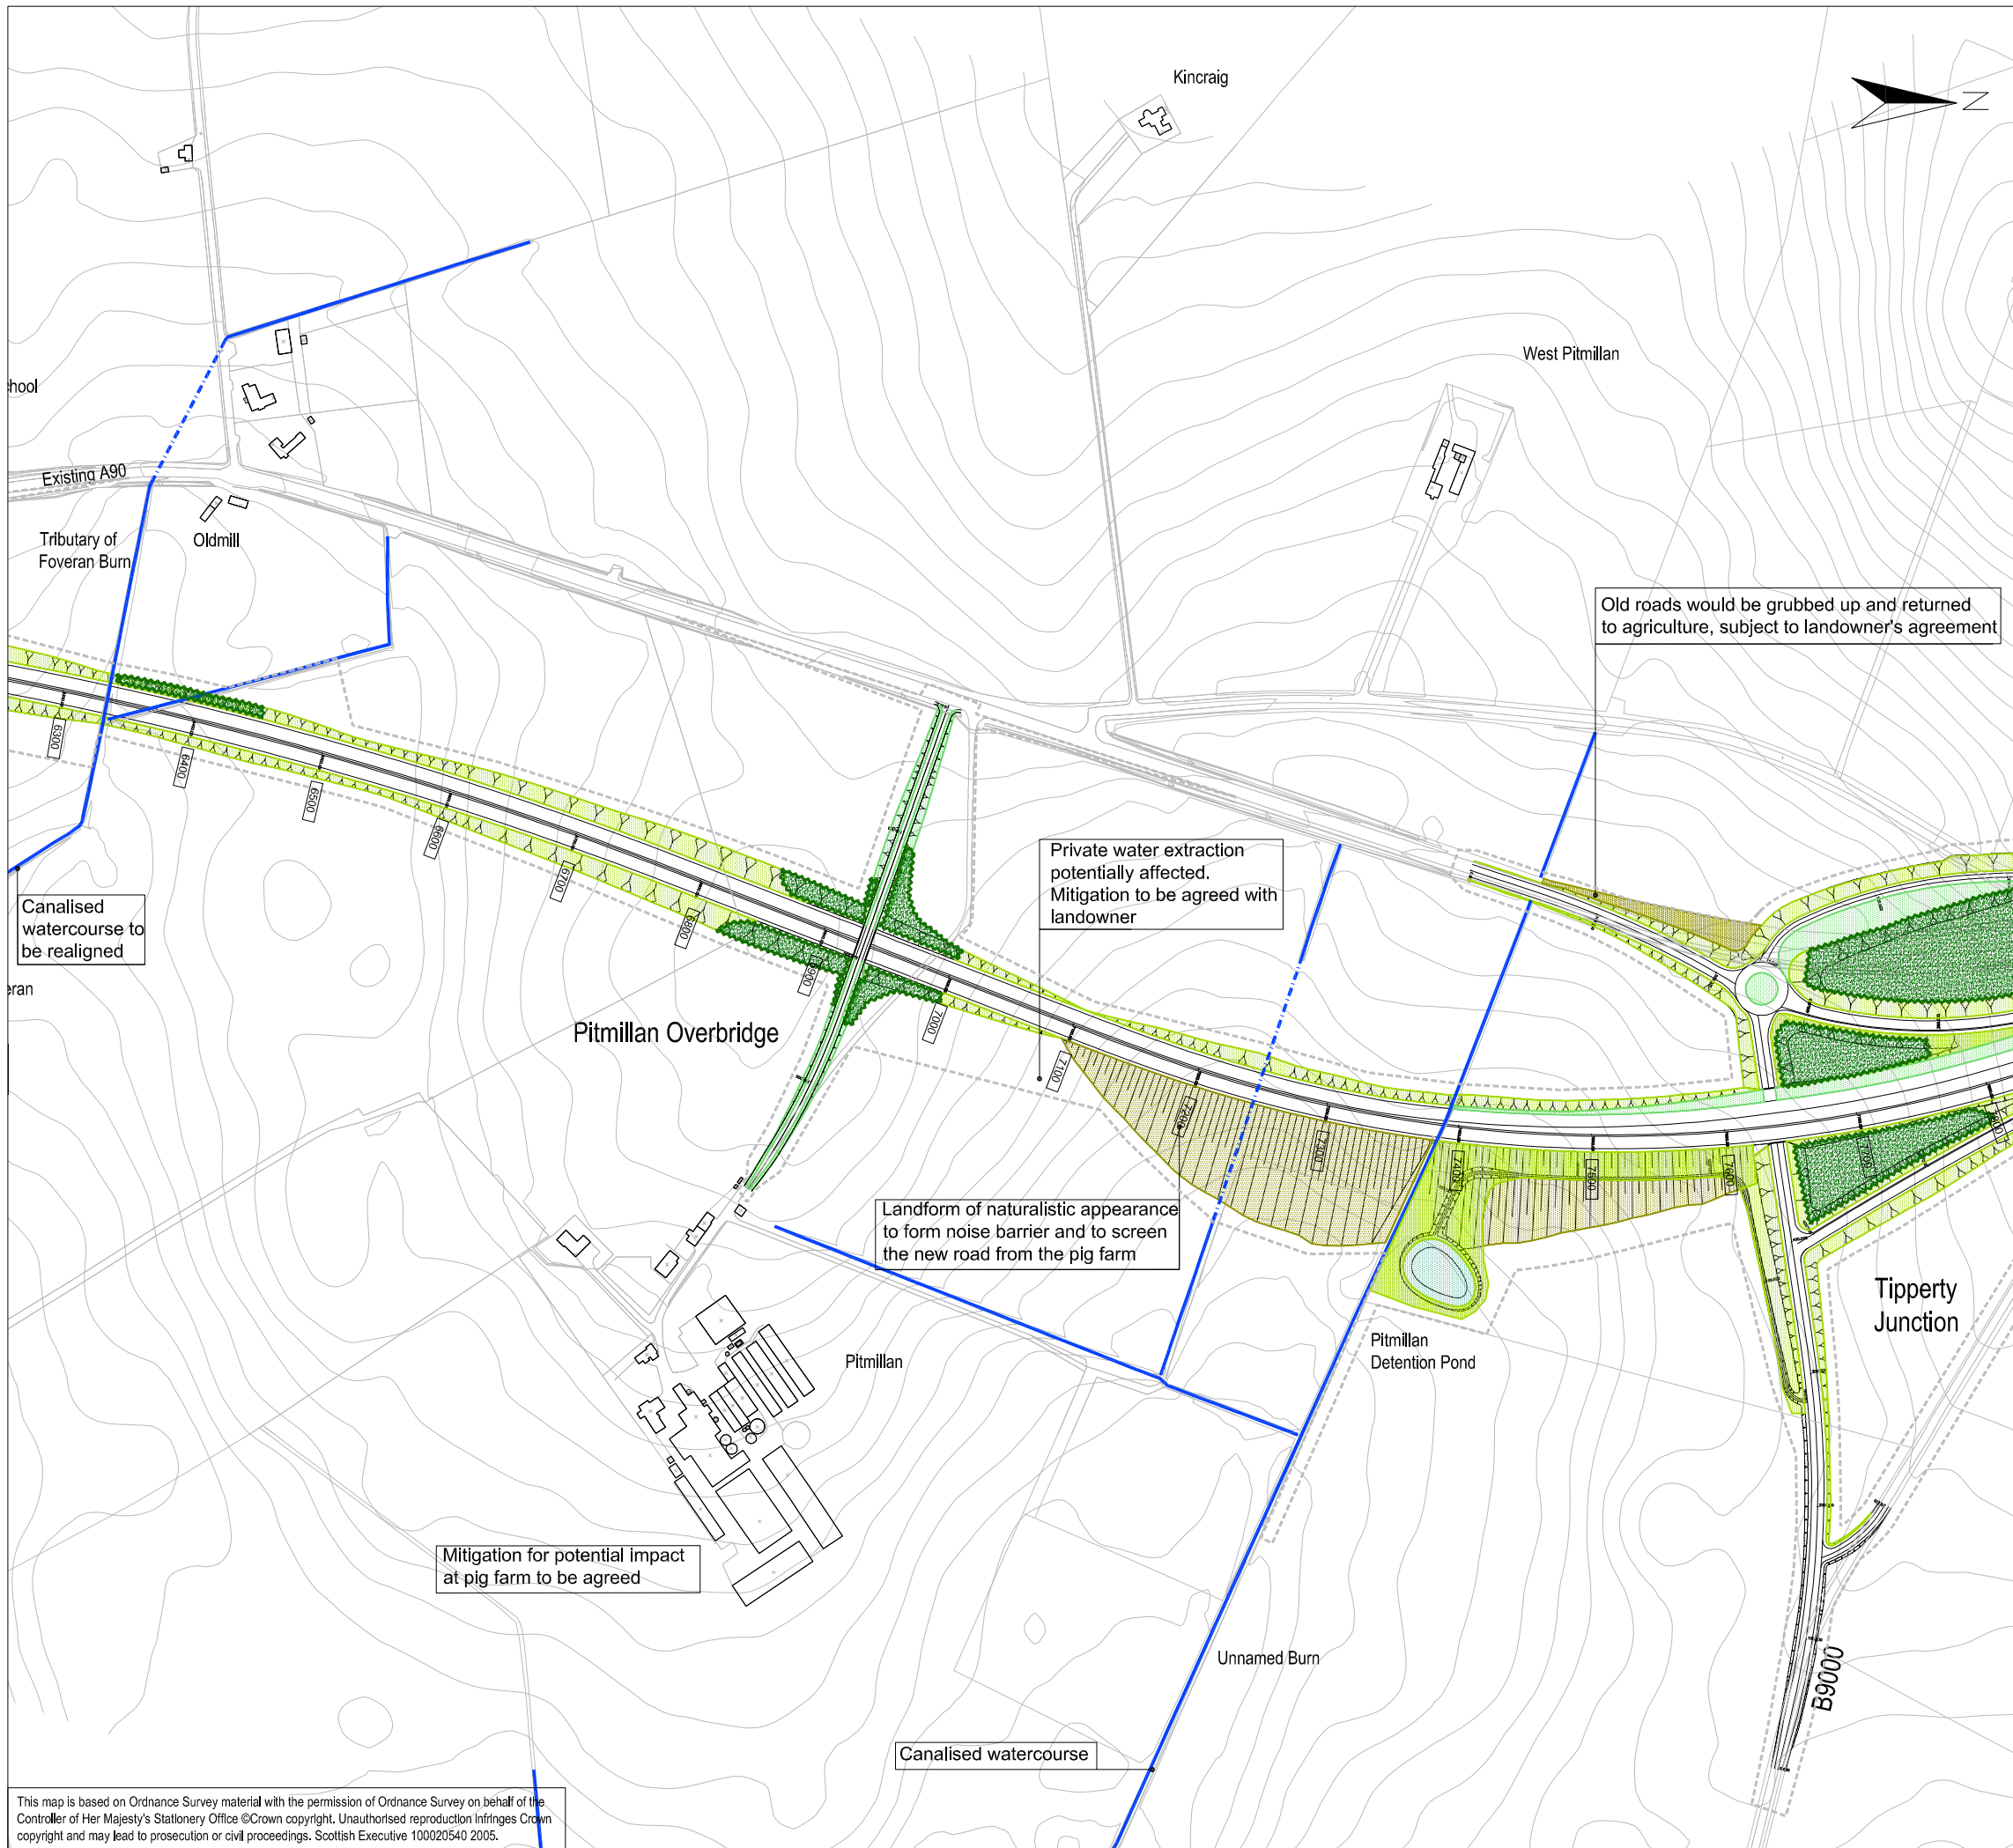 Kincraig
N
West Pitmillan
chool
Existing A90
Tributary of
Foveran Burn
Oldmill
Old roads would be grubbed up and returned
to agriculture, subject to landowner's agreement
6300
6400
6500
6600
6700
6800
6900
7000
7100
7200
7300
7400
7500
7600
7700
Private water extraction
potentially affected.
Mitigation to be agreed with
landowner
Canalised
watercourse to
be realigned
eran
Pitmillan Overbridge
Landform of naturalistic appearance
to form noise barrier and to screen
the new road from the pig farm
Tipperty
Junction
Pitmillan
Detention Pond
Pitmillan
Mitigation for potential impact
at pig farm to be agreed
Unnamed Burn
B9000
Canalised watercourse
This map is based on Ordnance Survey material with the permission of Ordnance Survey on behalf of the
Controller of Her Majesty's Stationery Office ©Crown copyright. Unauthorised reproduction infringes Crown
copyright and may lead to prosecution or civil proceedings. Scottish Executive 100020540 2005.